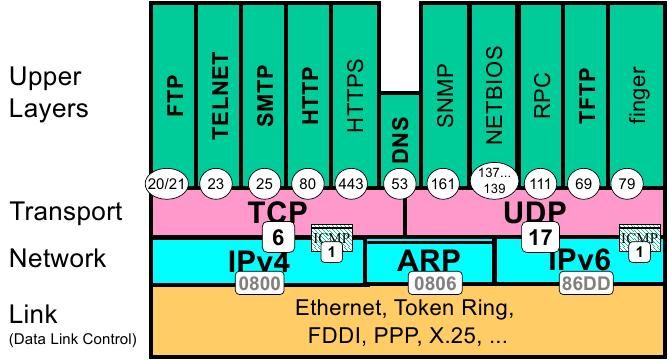 Upper
Layers
FTP
TELNET
SMTP
HTTP
HTTPS
DNS
SNMP
NETBIOS
RPC
TFTP
finger
20/21
23
25
80
443
53
161
137...
139
111
69
79
Transport
TCP
UDP
6
ICMP
1
17
ICMP
1
Network
IPv4
ARP
IPv6
0800
0806
86DD
Link
(Data Link Control)
Ethernet, Token Ring,
FDDI, PPP, X.25, ...